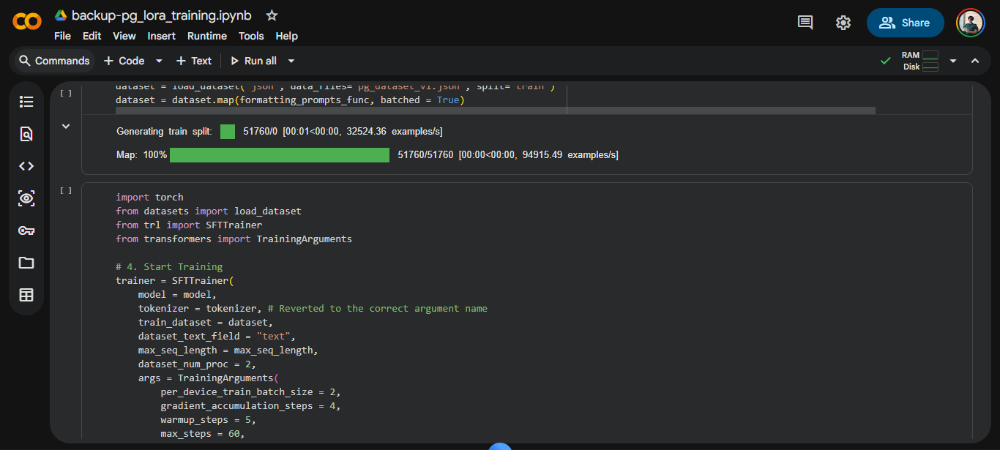 backup-pg_lora_training.ipynb
File Edit View Insert Runtime Tools Help
Share
Commands + Code + Text Run all
RAM
Disk
[ ]
dataset = load_dataset("json", data_files="pg_dataset_v1.json", split="train")
dataset = dataset.map(formatting_prompts_func, batched = True)
Generating train split: 51760/0 [00:01<00:00, 32524.36 examples/s]
Map: 100% 51760/51760 [00:00<00:00, 94915.49 examples/s]
[ ]
import torch
from datasets import load_dataset
from trl import SFTTrainer
from transformers import TrainingArguments
# 4. Start Training
trainer = SFTTrainer(
model = model,
tokenizer = tokenizer, # Reverted to the correct argument name
train_dataset = dataset,
dataset_text_field = "text",
max_seq_length = max_seq_length,
dataset_num_proc = 2,
args = TrainingArguments(
per_device_train_batch_size = 2,
gradient_accumulation_steps = 4,
warmup_steps = 5,
max_steps = 60,